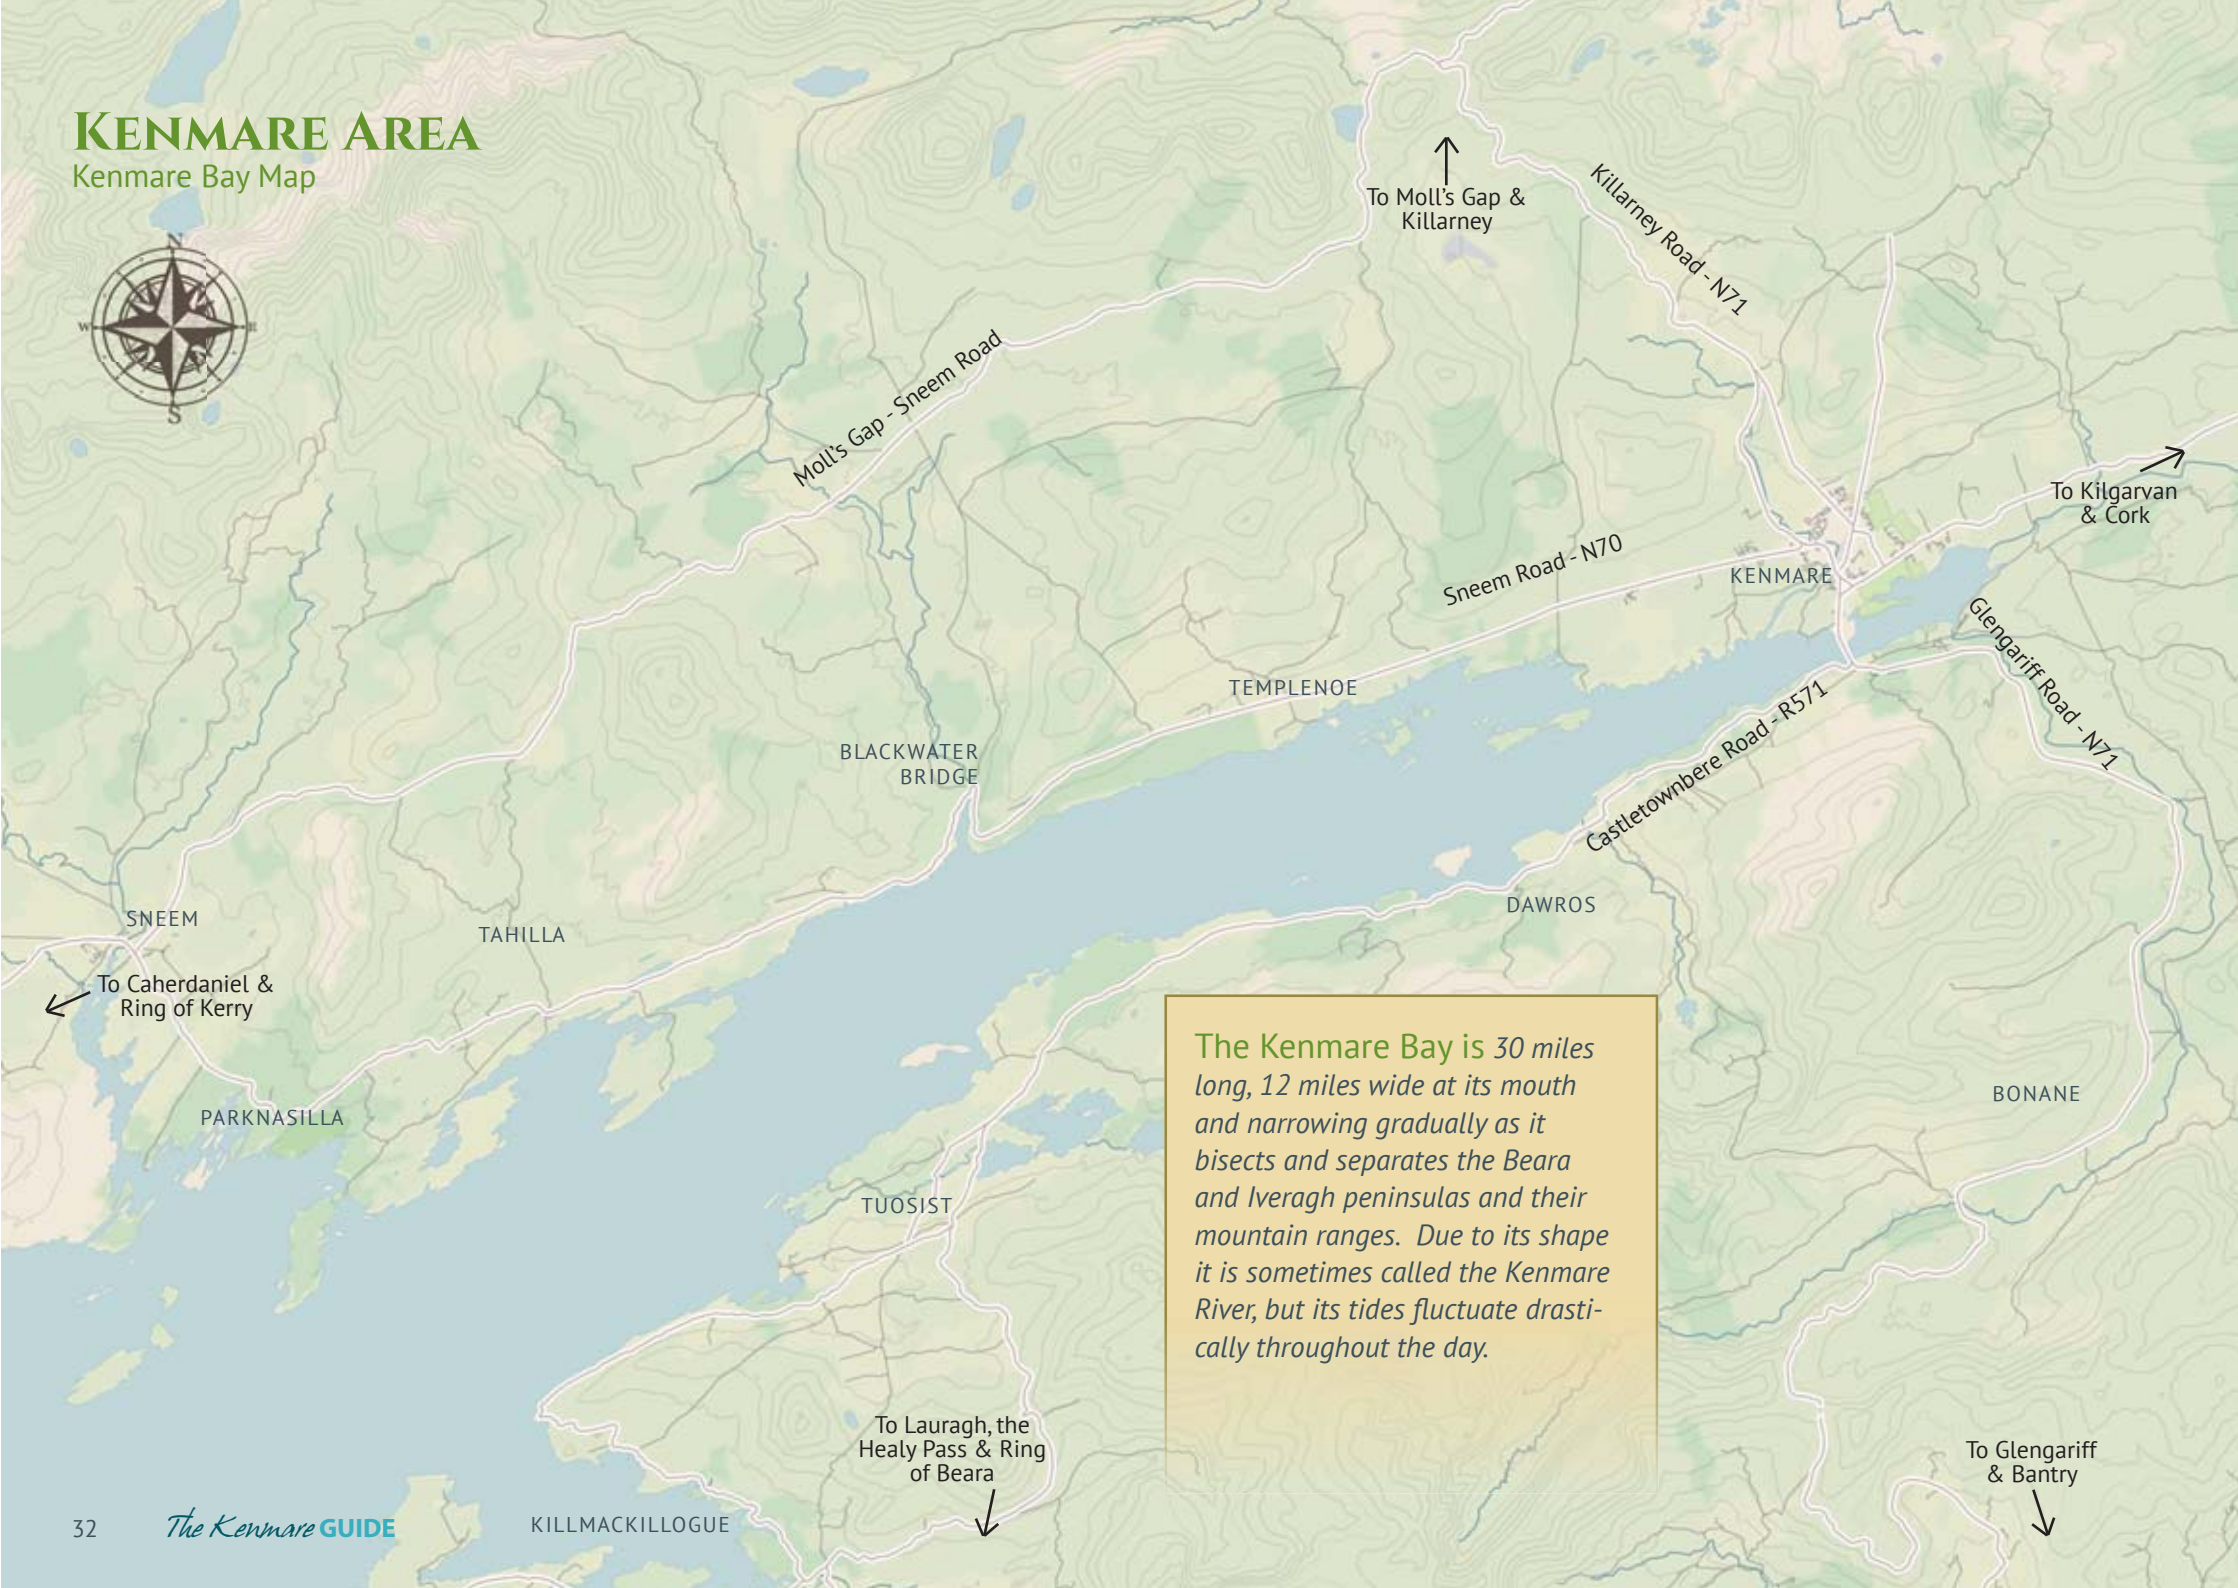 KENMARE AREA
Kenmare Bay Map
N
W
E
S
To Moll's Gap &
Killarney
Killarney Road - N71
Moll's Gap - Sneem Road
To Kilgarvan
& Cork
Sneem Road - N70
KENMARE
Glengariff Road - N71
TEMPLENOE
Castletownbere Road - R571
BLACKWATER
BRIDGE
SNEEM
TAHILLA
DAWROS
To Caherdaniel &
Ring of Kerry
PARKNASILLA
The Kenmare Bay is 30 miles
long, 12 miles wide at its mouth
and narrowing gradually as it
bisects and separates the Beara
and Iveragh peninsulas and their
mountain ranges. Due to its shape
it is sometimes called the Kenmare
River, but its tides fluctuate drasti-
cally throughout the day.
BONANE
TUOSIST
To Lauragh, the
Healy Pass & Ring
of Beara
To Glengariff
& Bantry
KILLMACKILLOGUE
32
The Kenmare GUIDE